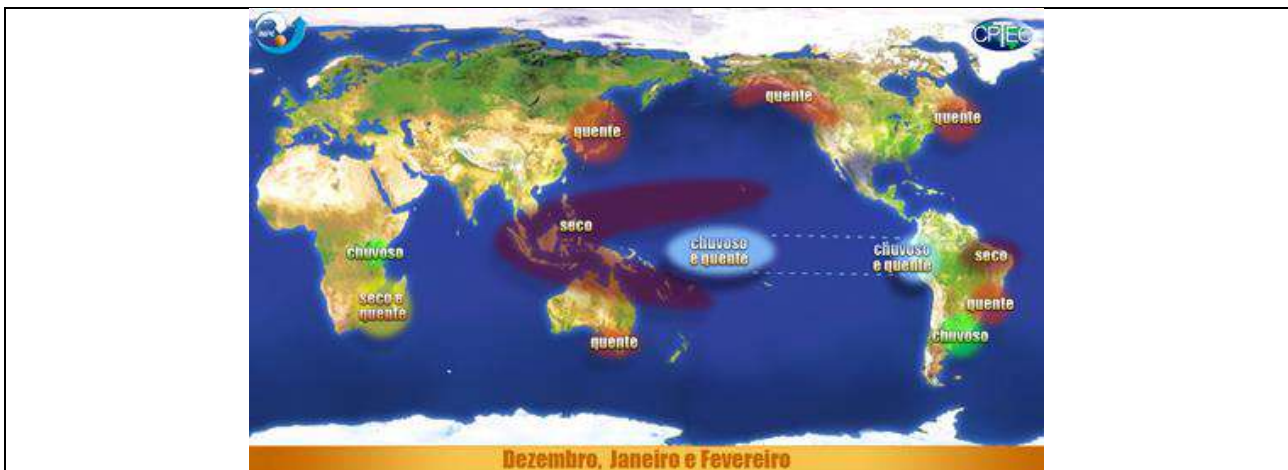 CPTEC
quente
quente
quente
seco
chuvoso
e quente
chuvoso
e quente
seco
chuvoso
seco e
quente
quente
quente
chuvoso
Dezembro, Janeiro e Fevereiro